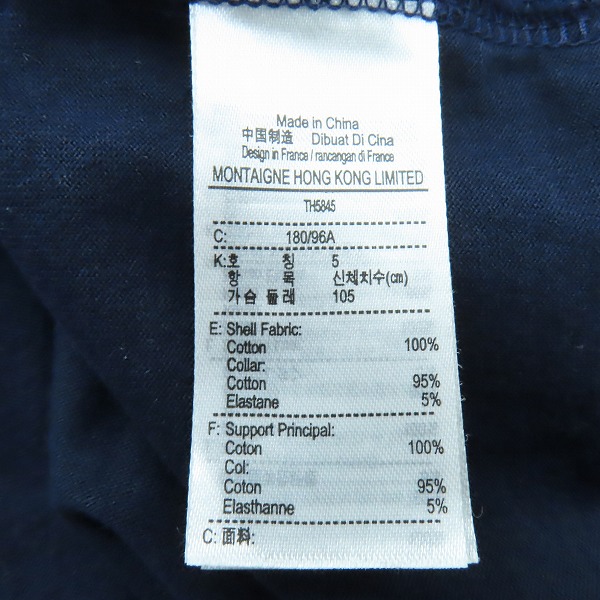 Made in China
中国制造 Dibuat Di Cina
Design in France / rancangan di France
MONTAIGNE HONG KONG LIMITED
TH5845
C: 180/96A
K: 호 칭 5
항 목 신체치수(cm)
가슴 둘레 105
E: Shell Fabric:
Cotton 100%
Collar:
Cotton 95%
Elastane 5%
F: Support Principal:
Coton 100%
Col:
Coton 95%
Elasthanne 5%
C: 面料: